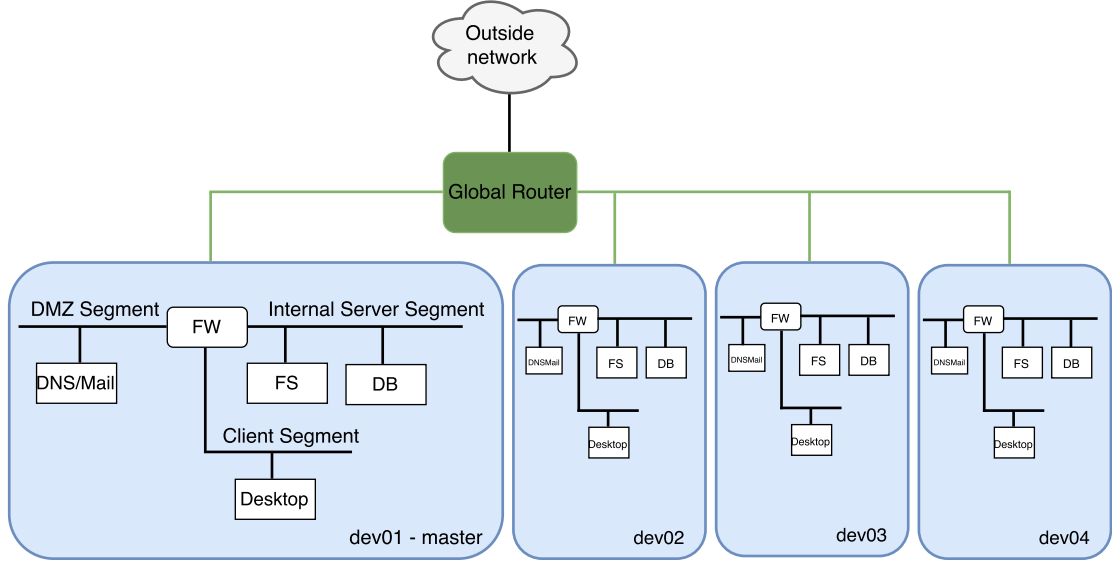 Outside
network
Global Router
DMZ Segment
FW
Internal Server Segment
DNS/Mail
FS
DB
Client Segment
Desktop
dev01 - master
FW
DNSMail
FS
DB
Desktop
dev02
FW
DNSMail
FS
DB
Desktop
dev03
FW
DNSMail
FS
DB
Desktop
dev04